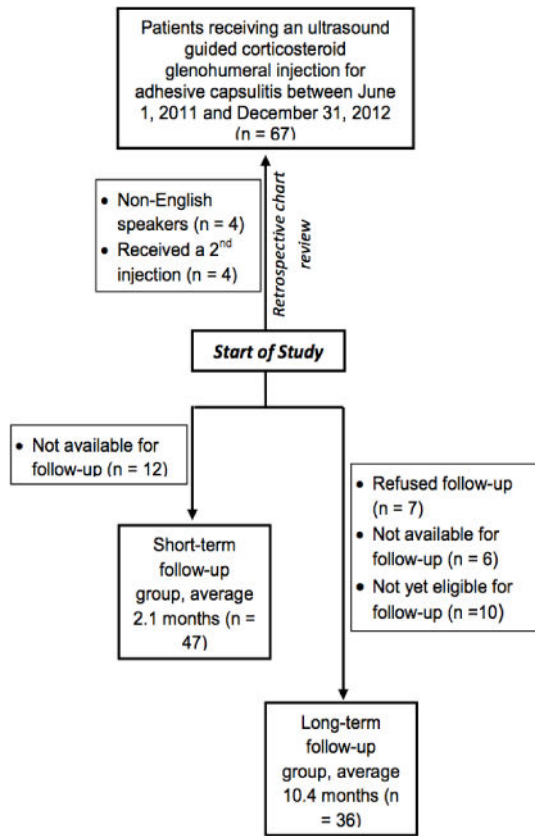 Patients receiving an ultrasound
guided corticosteroid
glenohumeral injection for
adhesive capsulitis between June
1, 2011 and December 31, 2012
(n = 67)
• Non-English
speakers (n = 4)
• Received a 2nd
injection (n = 4)
Retrospective chart
review
Start of Study
• Not available for
follow-up (n = 12)
• Refused follow-up
(n = 7)
• Not available for
follow-up (n = 6)
• Not yet eligible for
follow-up (n =10)
Short-term
follow-up
group, average
2.1 months (n =
47)
Long-term
follow-up
group, average
10.4 months (n
= 36)